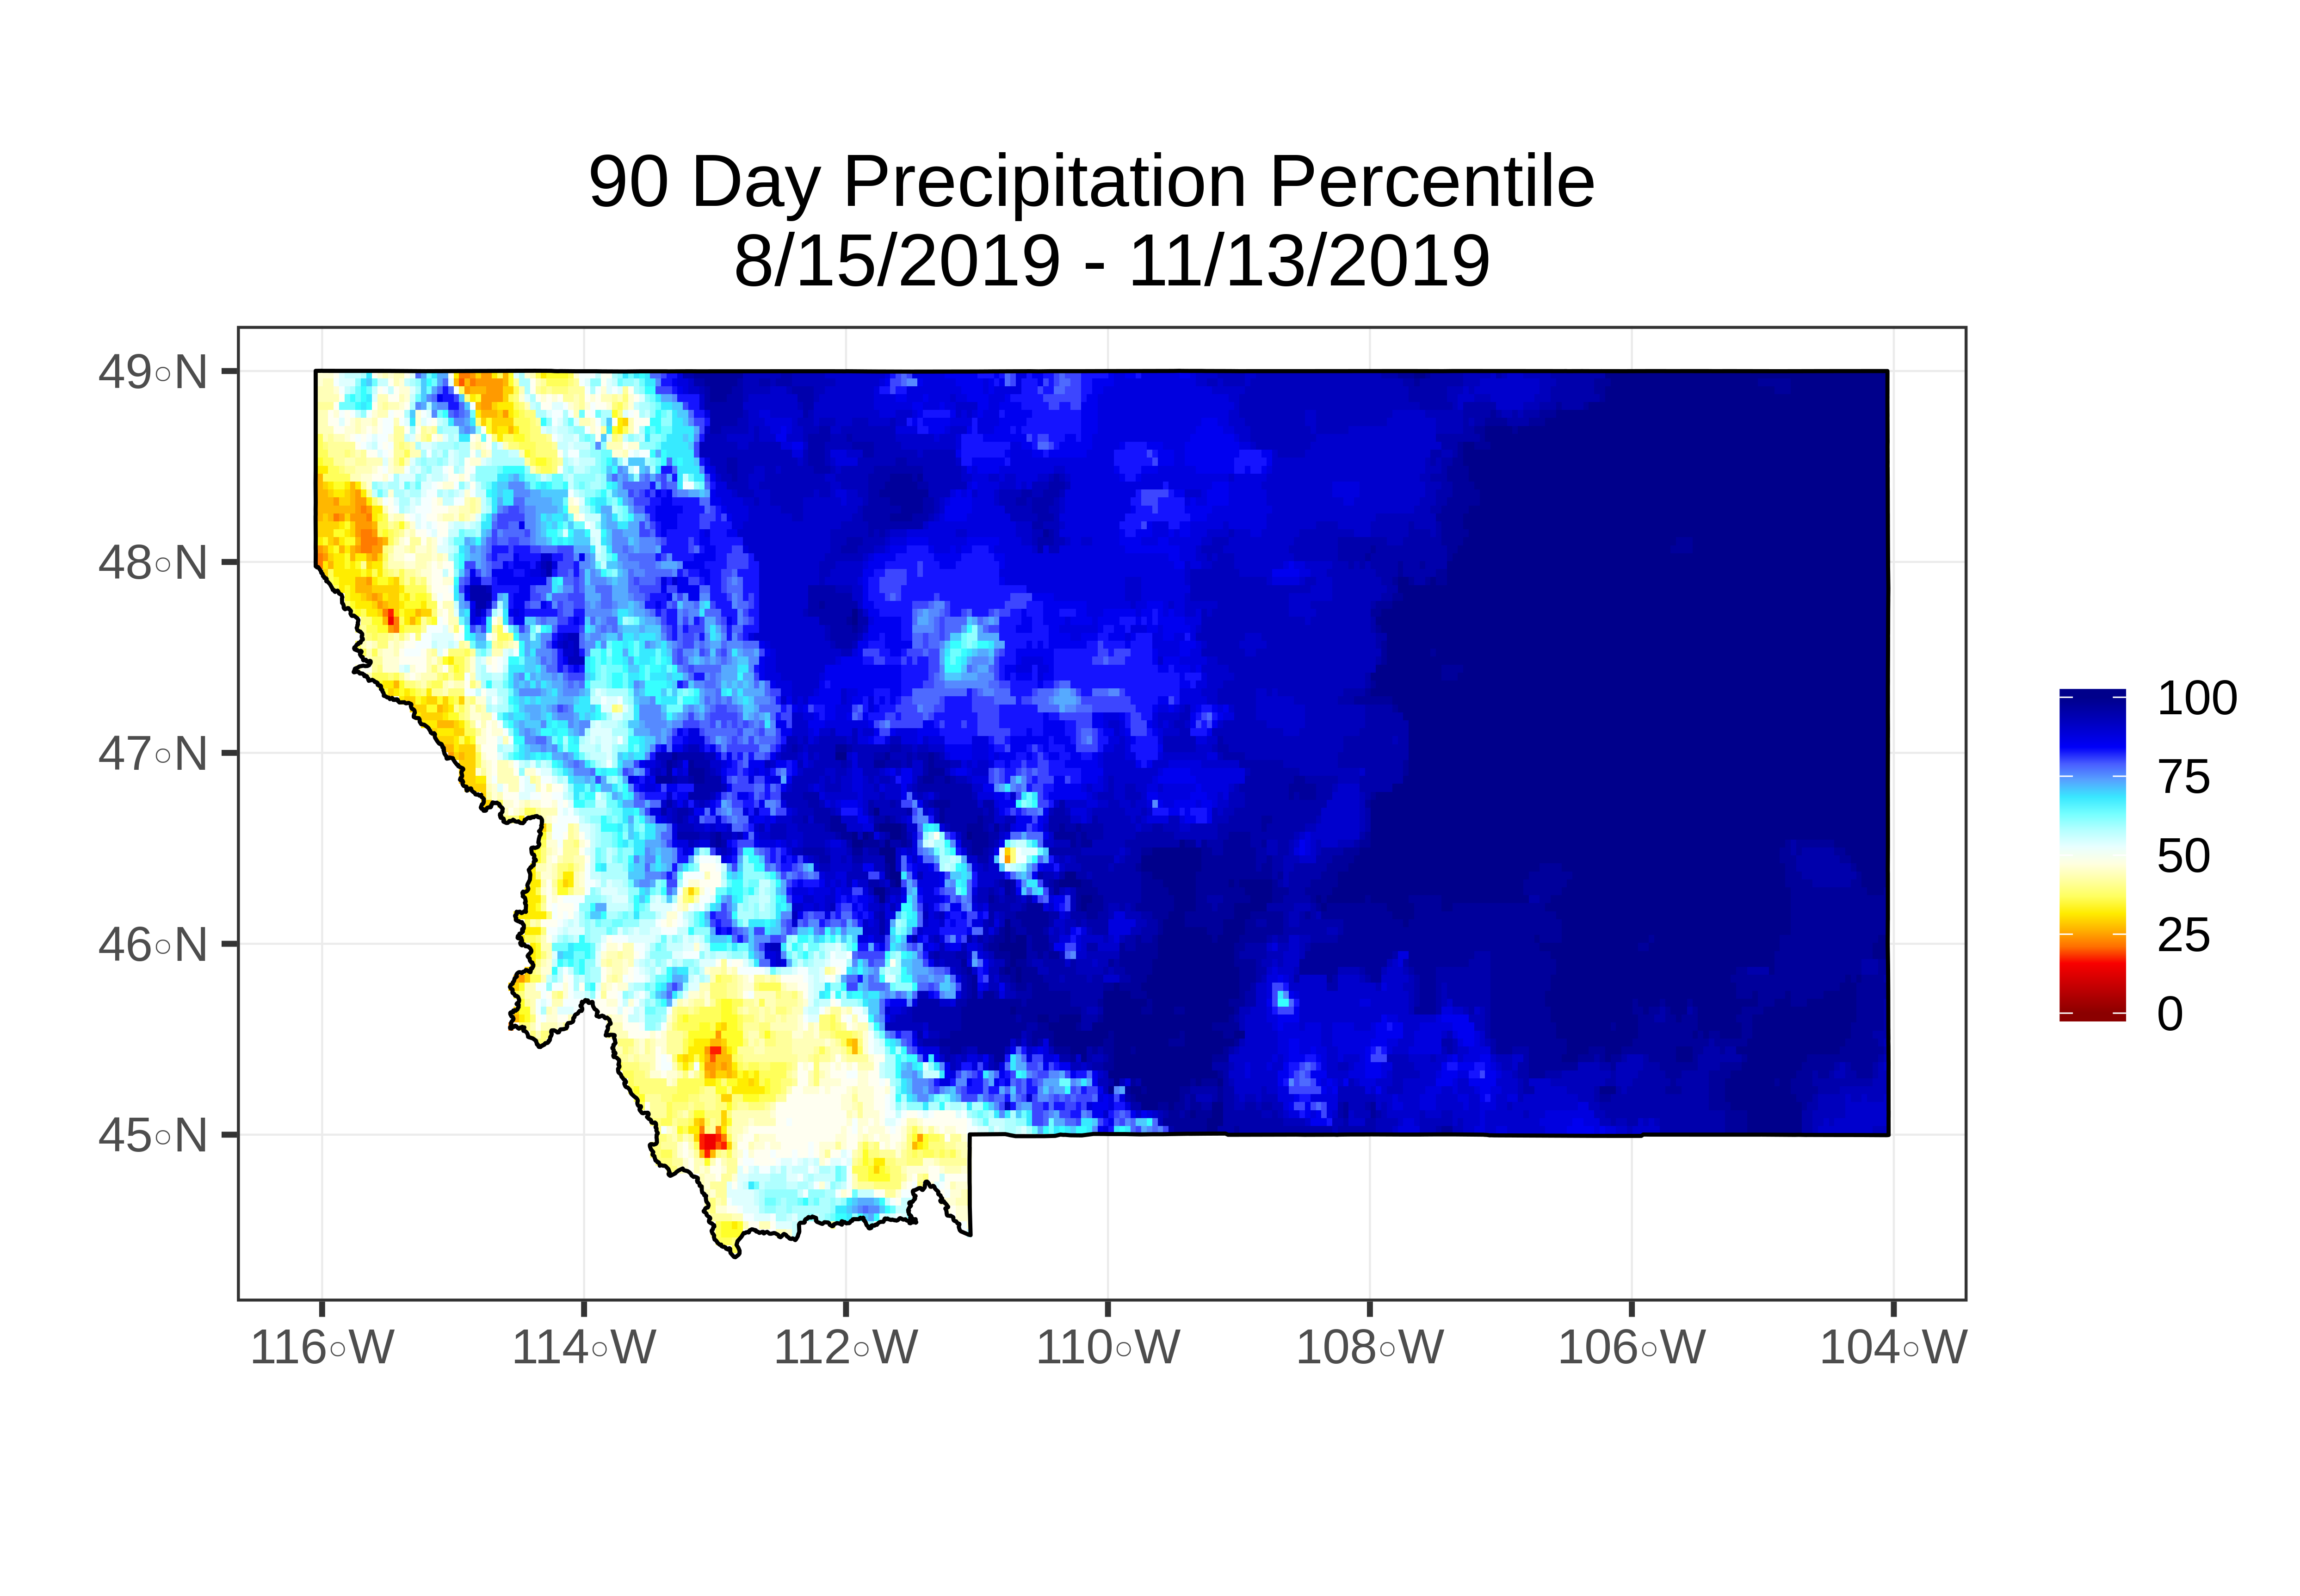 90 Day Precipitation Percentile
8/15/2019 - 11/13/2019
49◦N
48◦N
47◦N
46◦N
45◦N
116◦W 114◦W 112◦W 110◦W 108◦W 106◦W 104◦W
100
75
50
25
0